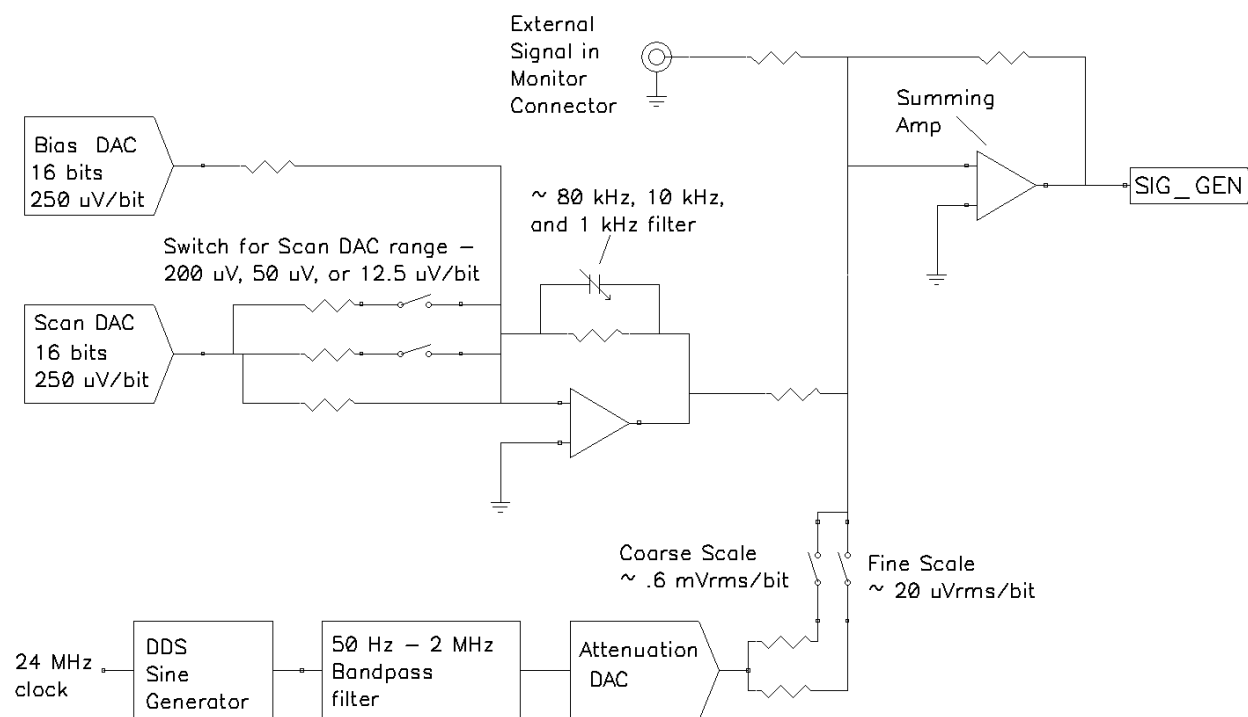 External
Signal in
Monitor
Connector
Summing
Amp
Bias DAC
16 bits
250 uV/bit
SIG_GEN
~ 80 kHz, 10 kHz,
and 1 kHz filter
Switch for Scan DAC range –
200 uV, 50 uV, or 12.5 uV/bit
Scan DAC
16 bits
250 uV/bit
Coarse Scale
~ .6 mVrms/bit
Fine Scale
~ 20 uVrms/bit
24 MHz
clock
DDS
Sine
Generator
50 Hz – 2 MHz
Bandpass
filter
Attenuation
DAC